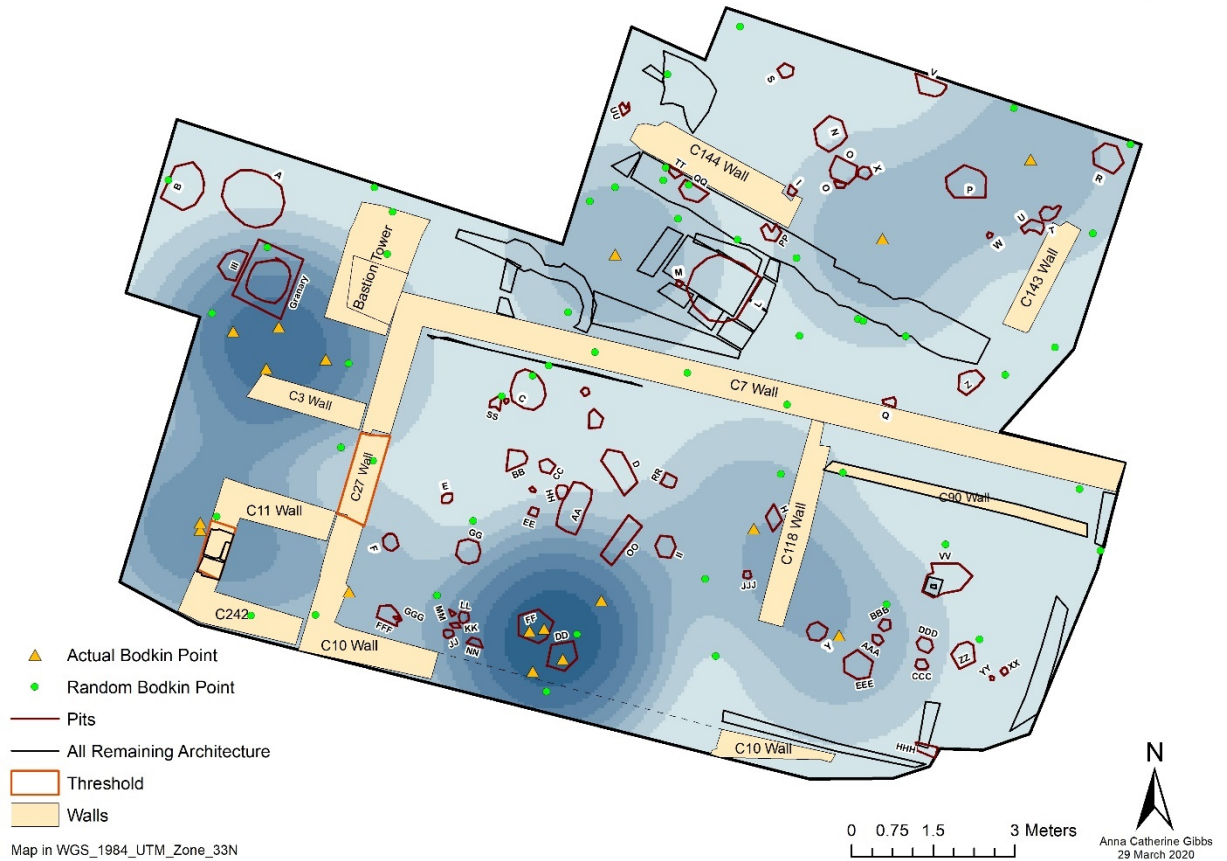 V
S
UU
N
R
C144 Wall
O
X
TT
QQ
I
O
P
B
A
U
T
W
PP
III
Granary
Bastion Tower
M
L
C143 Wall
C7 Wall
Z
C
SS
Q
C3 Wall
BB
CC
D
RR
HH
E
AA
EE
C27 Wall
C90 Wall
C11 Wall
H
F
GG
OO
II
C118 Wall
VV
JJJ
C242
FFF
GGG
MM
LL
KK
JJ
NN
FF
DD
Y
BBB
AAA
DDD
ZZ
EEE
CCC
YY
XX
C10 Wall
C10 Wall
HHH
Actual Bodkin Point
Random Bodkin Point
Pits
All Remaining Architecture
Threshold
Walls
Map in WGS_1984_UTM_Zone_33N
0 0.75 1.5 3 Meters
N
Anna Catherine Gibbs
29 March 2020